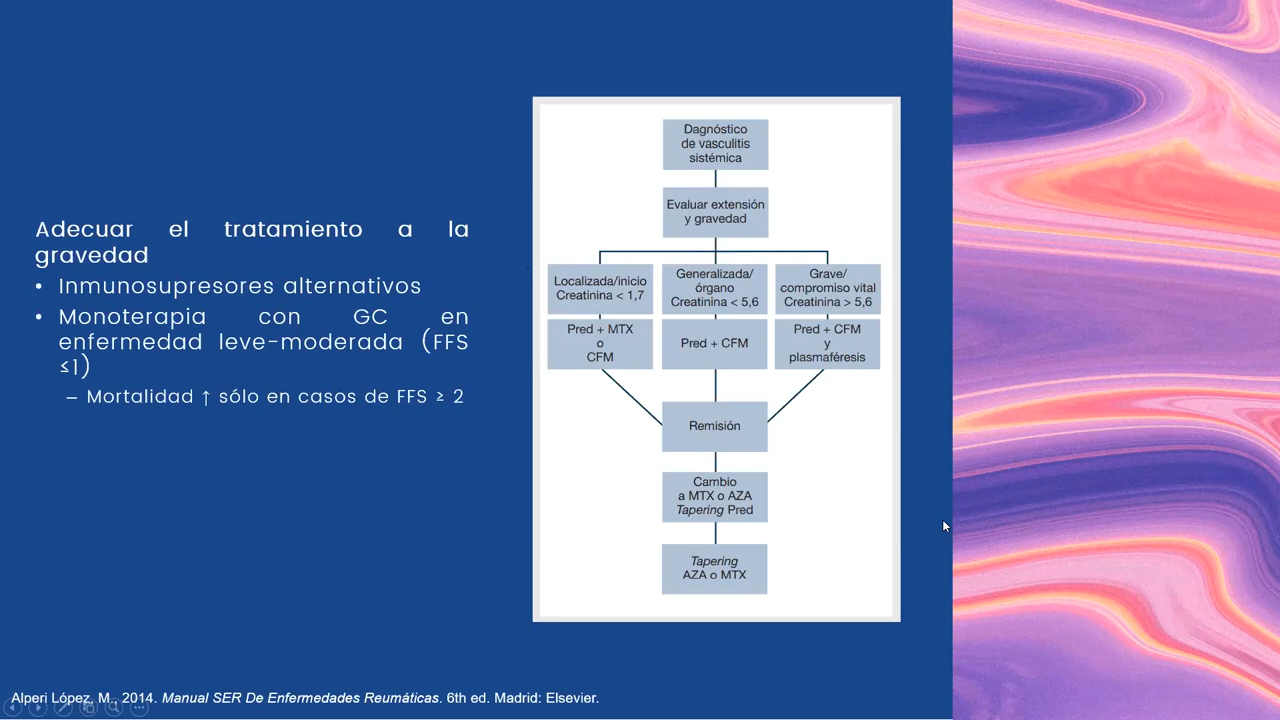 Adecuar el tratamiento a la
gravedad
• Inmunosupresores alternativos
• Monoterapia con GC en
enfermedad leve-moderada (FFS
≤1)
– Mortalidad ↑ sólo en casos de FFS ≥ 2
Dagnóstico
de vasculitis
sistémica
Evaluar extensión
y gravedad
Localizada/inicio
Creatinina < 1,7
Generalizada/
órgano
Creatinina < 5,6
Grave/
compromiso vital
Creatinina > 5,6
Pred + MTX
o
CFM
Pred + CFM
Pred + CFM
y
plasmaféresis
Remisión
Cambio
a MTX o AZA
Tapering Pred
Tapering
AZA o MTX
Alperi López, M., 2014. Manual SER De Enfermedades Reumáticas. 6th ed. Madrid: Elsevier.